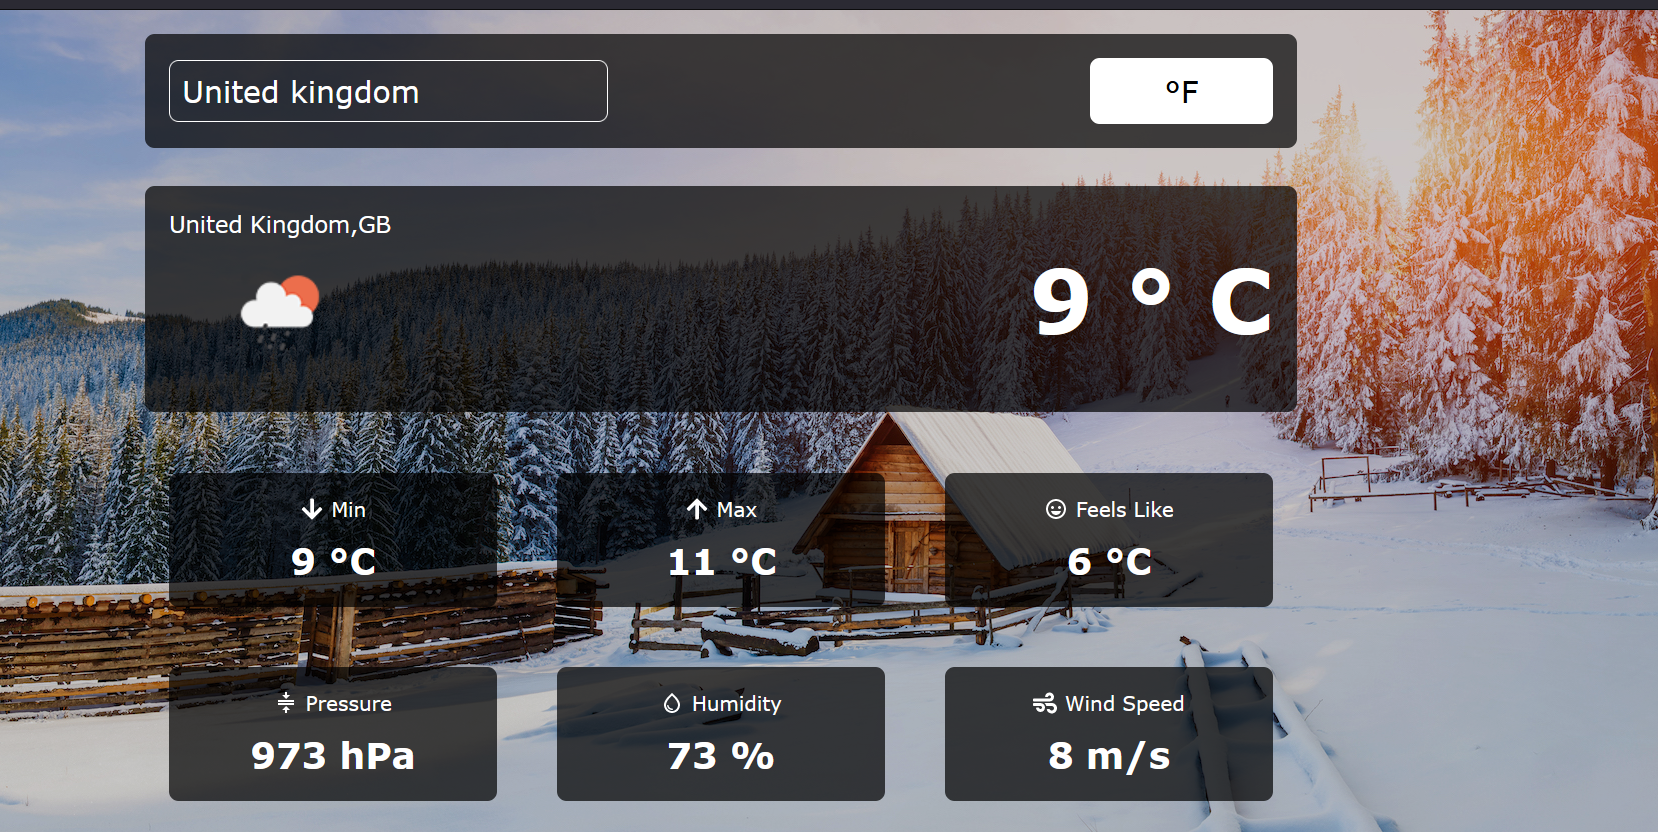 United kingdom
°F
United Kingdom,GB
9 ° C
Min
9 °C
Max
11 °C
Feels Like
6 °C
Pressure
973 hPa
Humidity
73 %
Wind Speed
8 m/s